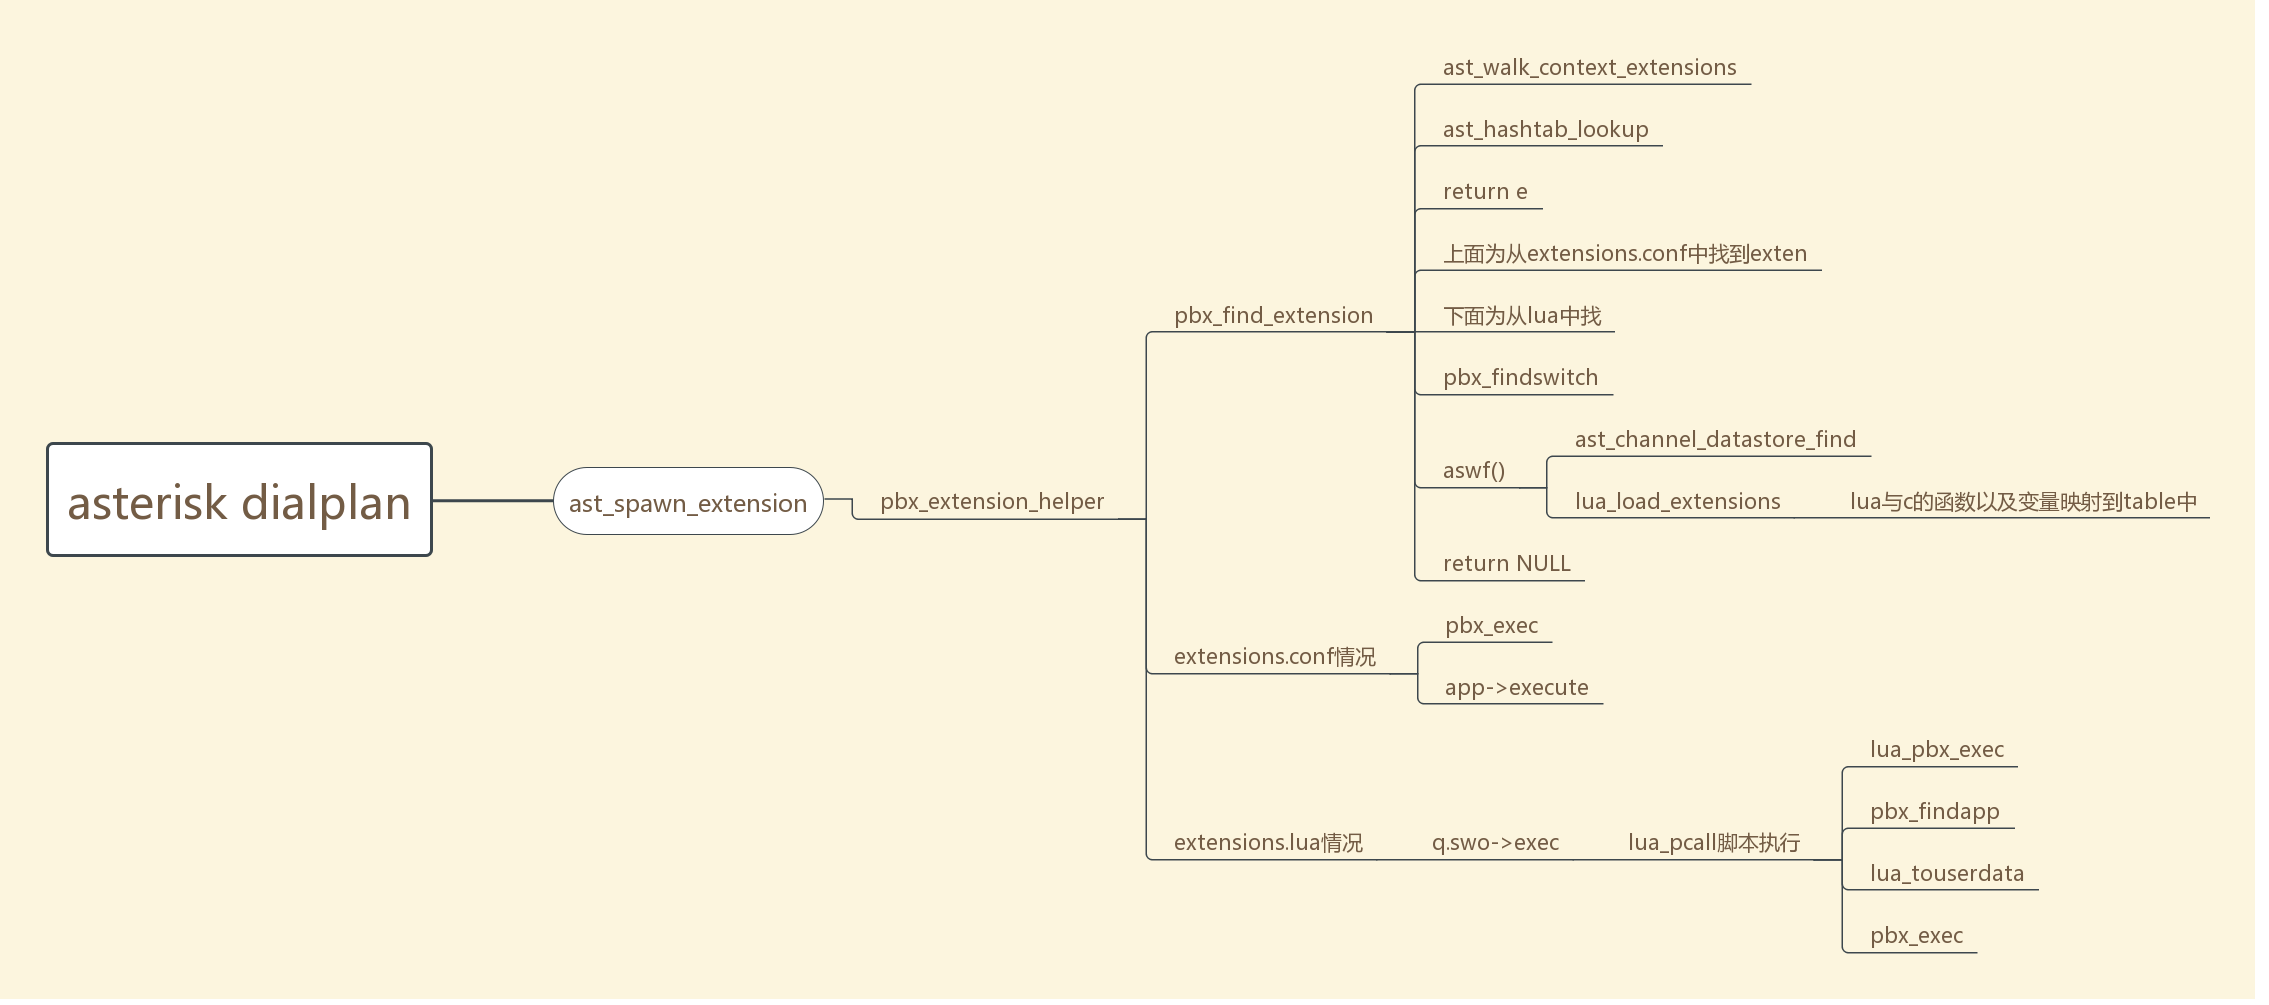 asterisk dialplan
ast_spawn_extension
pbx_extension_helper
pbx_find_extension
ast_walk_context_extensions
ast_hashtab_lookup
return e
上面为从extensions.conf中找到exten
下面为从lua中找
pbx_findswitch
aswf()
ast_channel_datastore_find
lua_load_extensions
lua与c的函数以及变量映射到table中
return NULL
extensions.conf情况
pbx_exec
app->execute
extensions.lua情况
q.swo->exec
lua_pcall脚本执行
lua_pbx_exec
pbx_findapp
lua_touserdata
pbx_exec